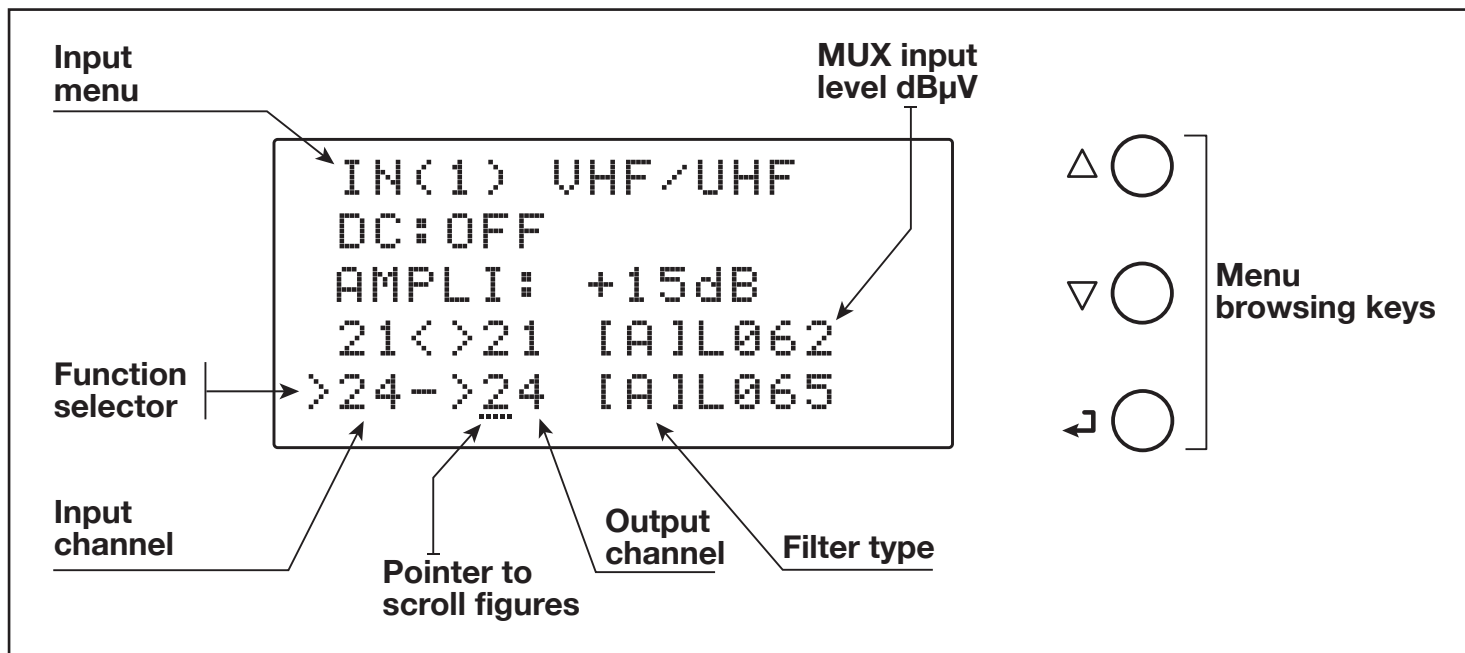 Input
menu
MUX input
level dBµV
IN(1) VHF/UHF
DC:OFF
AMPLI: +15dB
21<>21 [A]L062
>24->24 [A]L065
Function
selector
Menu
browsing keys
Input
channel
Pointer to
scroll figures
Output
channel
Filter type